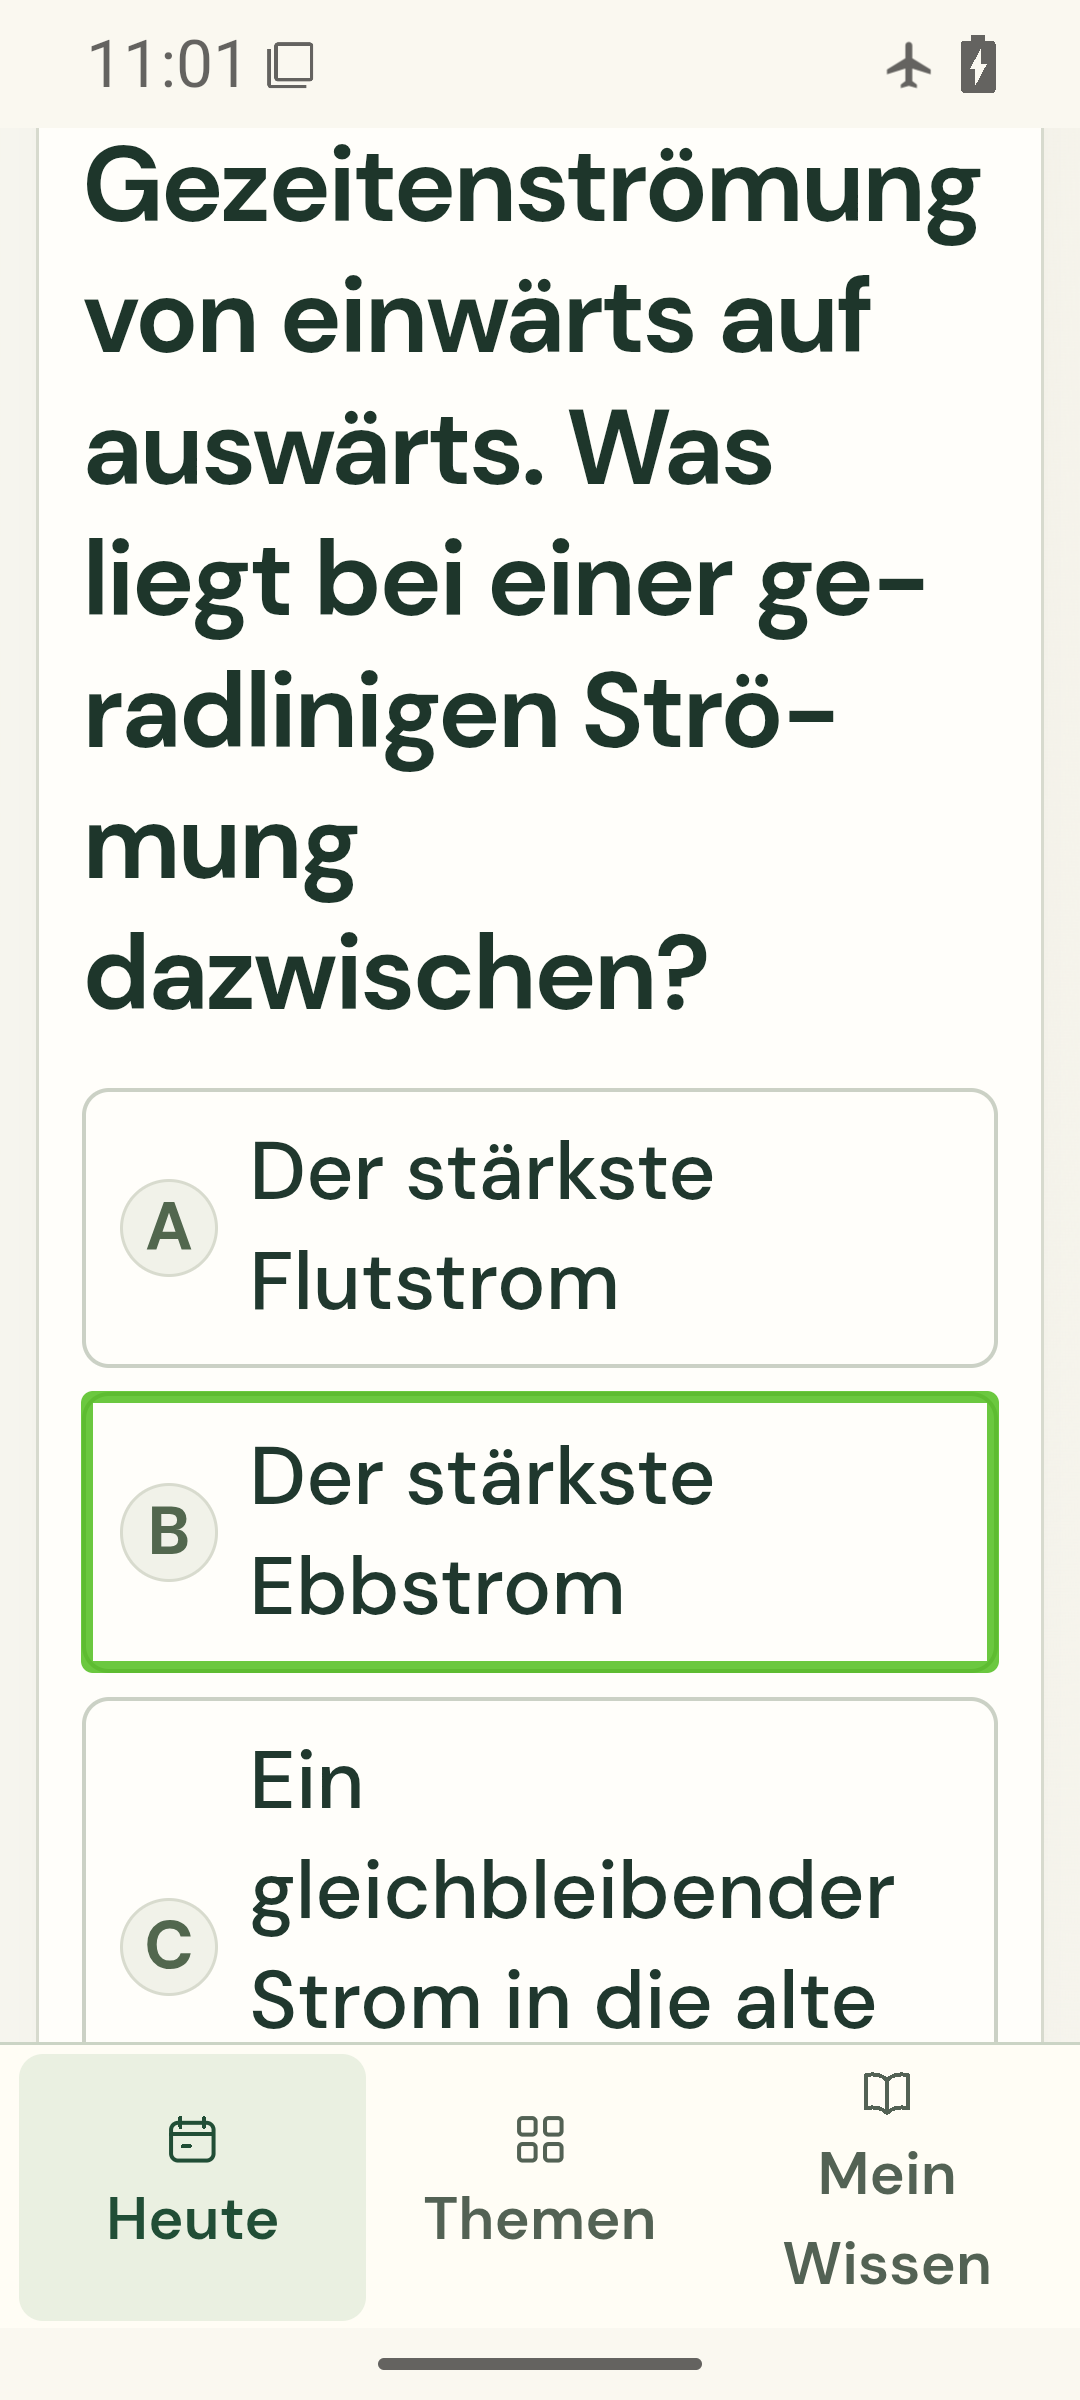 11:01
Gezeitenströmung
von einwärts auf
auswärts. Was
liegt bei einer ge-
radlinigen Strö-
mung
dazwischen?
A
Der stärkste
Flutstrom
B
Der stärkste
Ebbstrom
C
Ein
gleichbleibender
Strom in die alte
Heute
Themen
Mein
Wissen